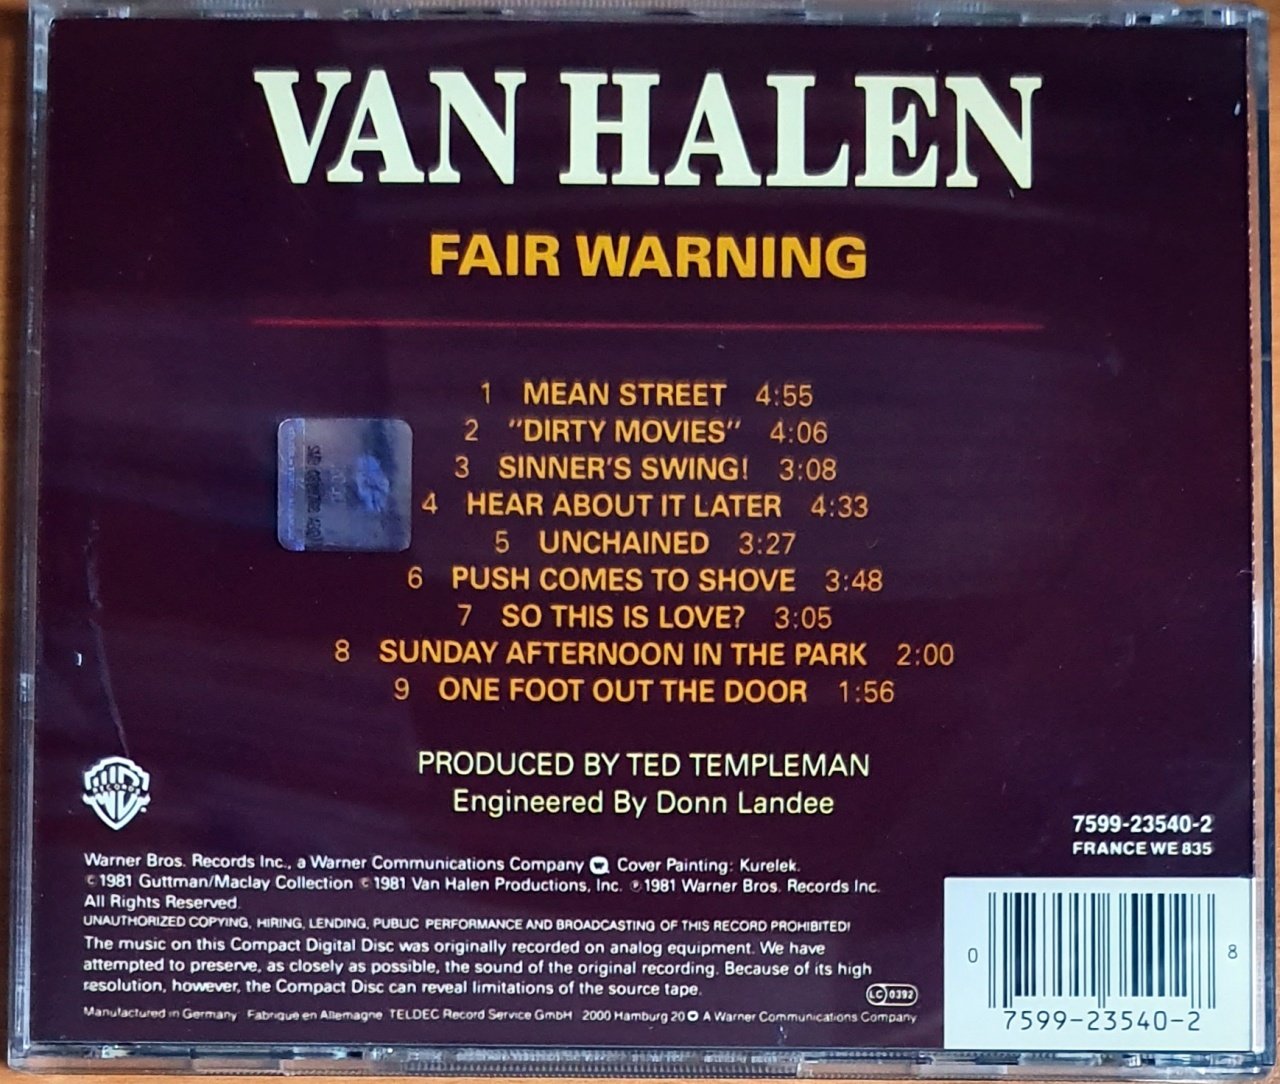 VAN HALEN
FAIR WARNING
1 MEAN STREET 4:55
2 "DIRTY MOVIES" 4:06
3 SINNER'S SWING! 3:08
4 HEAR ABOUT IT LATER 4:33
5 UNCHAINED 3:27
6 PUSH COMES TO SHOVE 3:48
7 SO THIS IS LOVE? 3:05
8 SUNDAY AFTERNOON IN THE PARK 2:00
9 ONE FOOT OUT THE DOOR 1:56
PRODUCED BY TED TEMPLEMAN
Engineered By Donn Landee
RECORDS
7599-23540-2
FRANCE WE 835
Warner Bros. Records Inc., a Warner Communications Company Cover Painting: Kurelek.
©1981 Guttman/Maclay Collection ©1981 Van Halen Productions, Inc. ℗1981 Warner Bros. Records Inc.
All Rights Reserved.
UNAUTHORIZED COPYING, HIRING, LENDING, PUBLIC PERFORMANCE AND BROADCASTING OF THIS RECORD PROHIBITED!
The music on this Compact Digital Disc was originally recorded on analog equipment. We have
attempted to preserve, as closely as possible, the sound of the original recording. Because of its high
resolution, however, the Compact Disc can reveal limitations of the source tape.
LC 0392
Manufactured in Germany Fabriqué en Allemagne TELDEC Record Service GmbH 2000 Hamburg 20 A Warner Communications Company
0 7599-23540-2 8